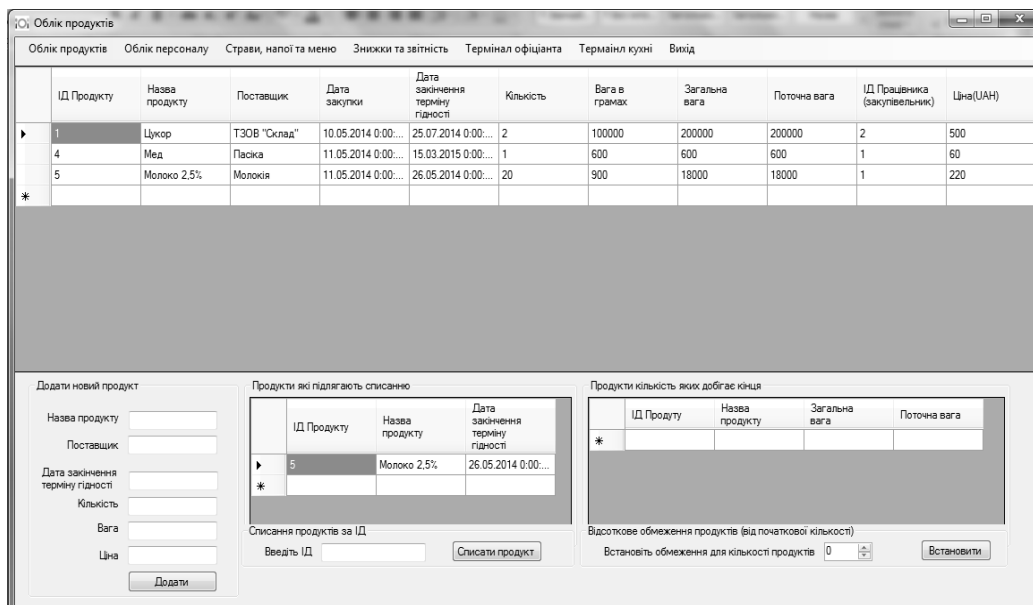 Облік продуктів
Облік продуктів Облік персоналу Страви, напої та меню Знижки та звітність Термінал офіціанта Термаінл кухні Вихід
ІД Продукту Назва продукту Поставщик Дата закупки Дата закінчення терміну гідності Кількість Вага в грамах Загальна вага Поточна вага ІД Працівника (закупівельник) Ціна(UAH)
1 Цукор ТЗОВ "Склад" 10.05.2014 0:00:... 25.07.2014 0:00:... 2 100000 200000 200000 2 500
4 Мед Пасіка 11.05.2014 0:00:... 15.03.2015 0:00:... 1 600 600 600 1 60
5 Молоко 2,5% Молокія 11.05.2014 0:00:... 26.05.2014 0:00:... 20 900 18000 18000 1 220
Додати новий продукт
Назва продукту
Поставщик
Дата закінчення
терміну гідності
Кількість
Вага
Ціна
Додати
Продукти які підлягають списанню
ІД Продукту Назва продукту Дата закінчення терміну гідності
5 Молоко 2,5% 26.05.2014 0:00:...
Списання продуктів за ІД
Введіть ІД Списати продукт
Продукти кількість яких добігає кінця
ІД Продуту Назва продукту Загальна вага Поточна вага
Відсоткове обмеження продуктів (від початкової кількості)
Встановіть обмеження для кількості продуктів 0 Встановити